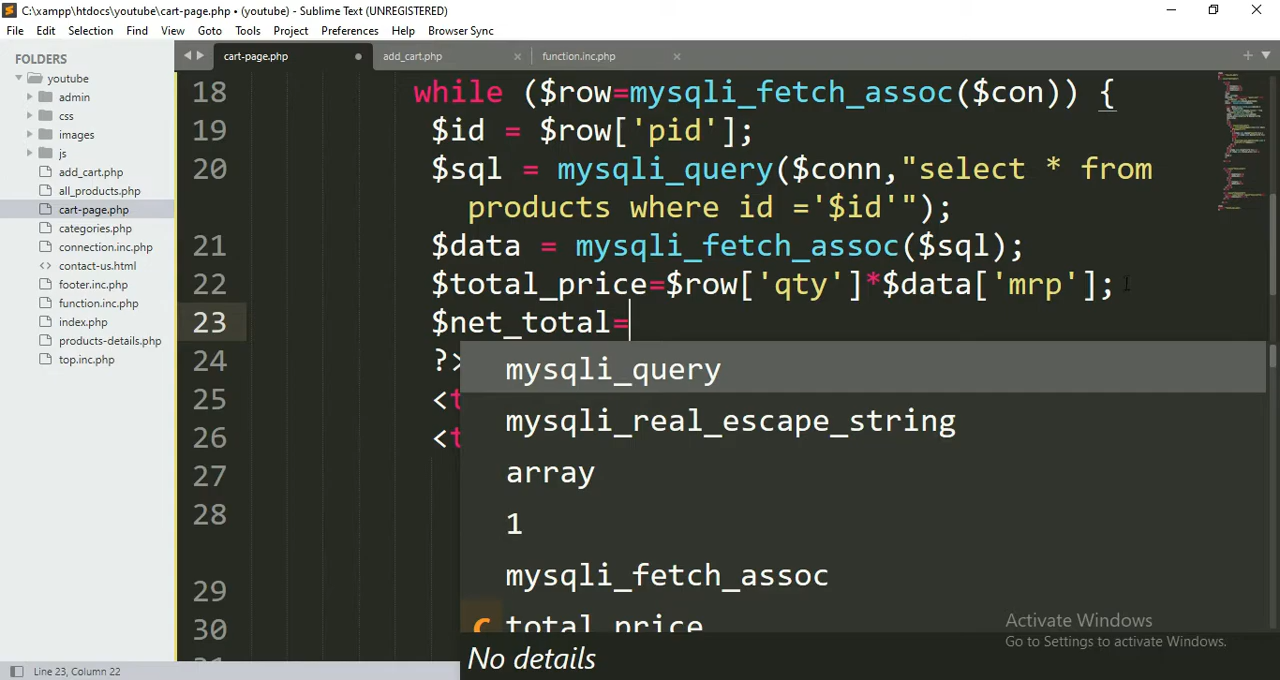 C:\xampp\htdocs\youtube\cart-page.php • (youtube) - Sublime Text (UNREGISTERED)
File Edit Selection Find View Goto Tools Project Preferences Help Browser Sync
FOLDERS
youtube
admin
css
images
js
add_cart.php
all_products.php
cart-page.php
categories.php
connection.inc.php
<> contact-us.html
footer.inc.php
function.inc.php
index.php
products-details.php
top.inc.php
cart-page.php add_cart.php function.inc.php
18 while ($row=mysqli_fetch_assoc($con)) {
19 $id = $row['pid'];
20 $sql = mysqli_query($conn,"select * from
products where id ='$id'");
21 $data = mysqli_fetch_assoc($sql);
22 $total_price=$row['qty']*$data['mrp'];
23 $net_total=
24 ?>
25 <t
26 <t
27
28
29
30
31
mysqli_query
mysqli_real_escape_string
array
1
mysqli_fetch_assoc
C total_price
No details
Activate Windows
Go to Settings to activate Windows.
Line 23, Column 22